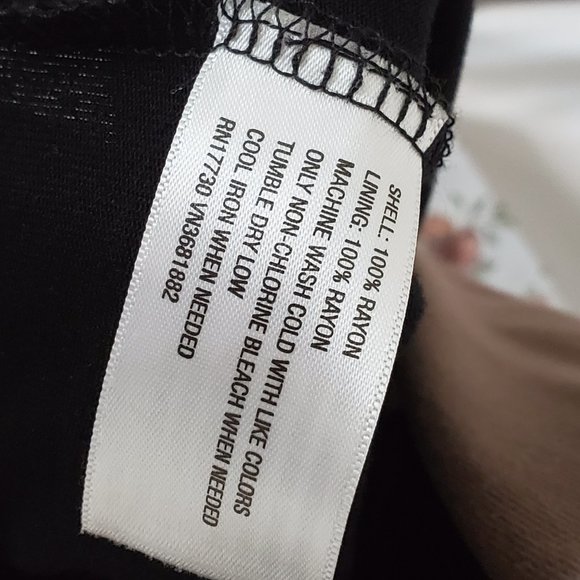 SHELL: 100% RAYON
LINING: 100% RAYON
MACHINE WASH COLD WITH LIKE COLORS
ONLY NON-CHLORINE BLEACH WHEN NEEDED
TUMBLE DRY LOW
COOL IRON WHEN NEEDED
RN17730 VN3681882